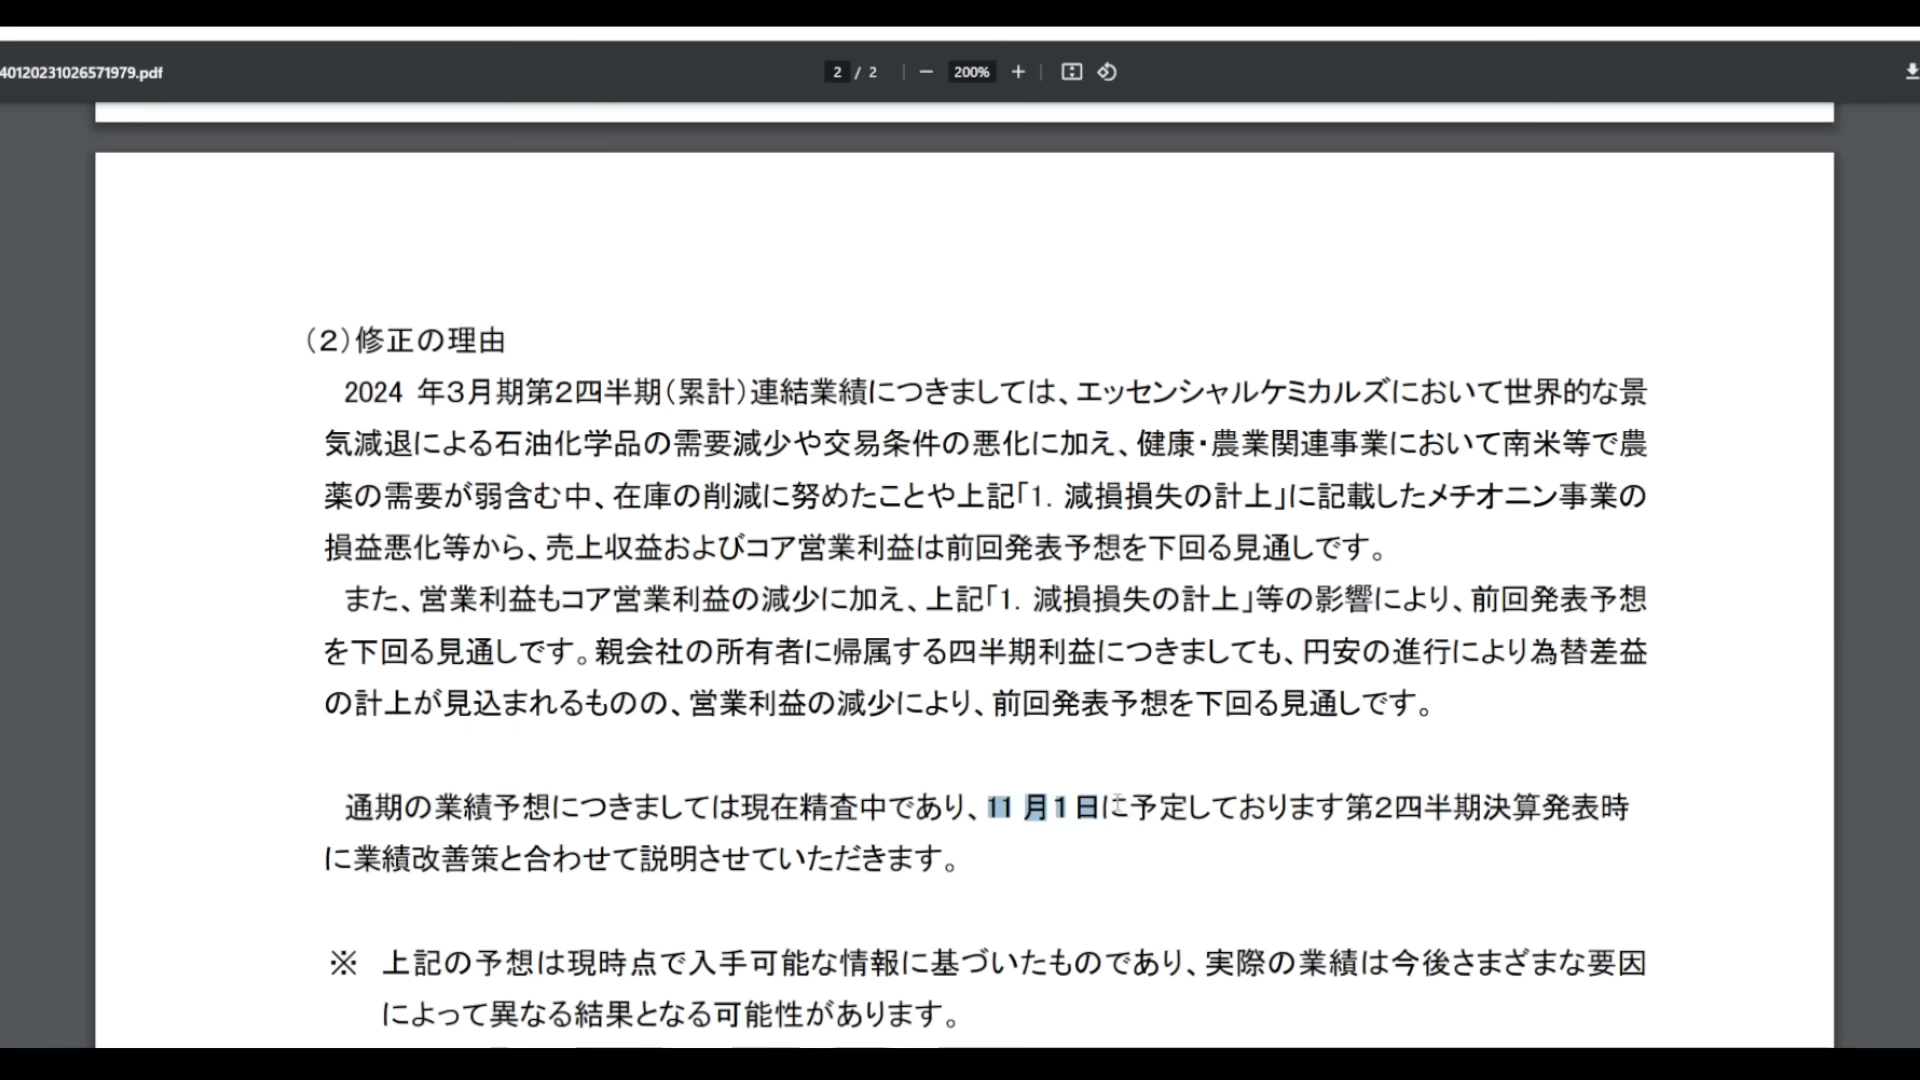 40120231026571979.pdf
2 / 2
200%
(2)修正の理由
2024 年3月期第2四半期(累計)連結業績につきましては、エッセンシャルケミカルズにおいて世界的な景
気減退による石油化学品の需要減少や交易条件の悪化に加え、健康・農業関連事業において南米等で農
薬の需要が弱含む中、在庫の削減に努めたことや上記「1. 減損損失の計上」に記載したメチオニン事業の
損益悪化等から、売上収益およびコア営業利益は前回発表予想を下回る見通しです。
また、営業利益もコア営業利益の減少に加え、上記「1. 減損損失の計上」等の影響により、前回発表予想
を下回る見通しです。親会社の所有者に帰属する四半期利益につきましても、円安の進行により為替差益
の計上が見込まれるものの、営業利益の減少により、前回発表予想を下回る見通しです。
通期の業績予想につきましては現在精査中であり、11 月1日に予定しております第2四半期決算発表時
に業績改善策と合わせて説明させていただきます。
※ 上記の予想は現時点で入手可能な情報に基づいたものであり、実際の業績は今後さまざまな要因
によって異なる結果となる可能性があります。